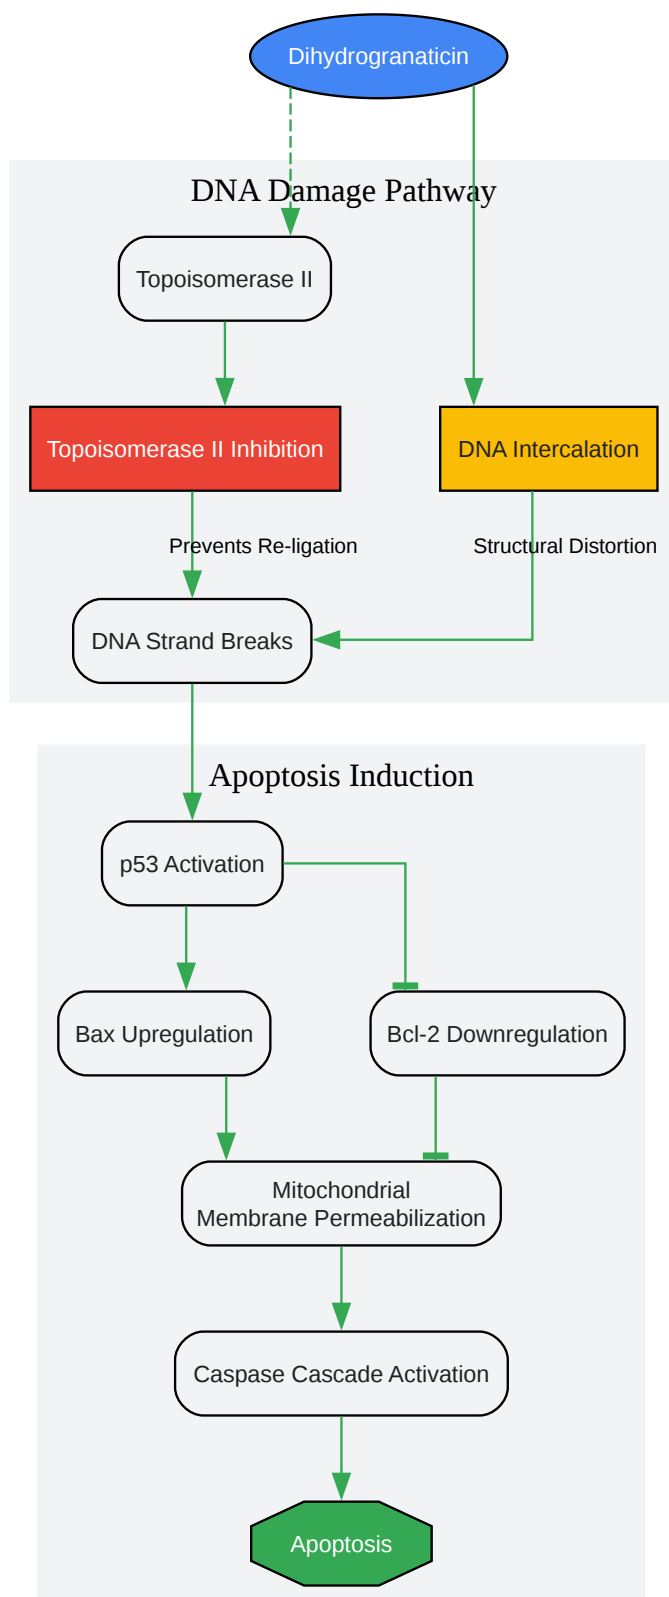 Dihydrogranaticin
DNA Damage Pathway
Topoisomerase II
Topoisomerase II Inhibition
DNA Intercalation
Prevents Re-ligation
Structural Distortion
DNA Strand Breaks
Apoptosis Induction
p53 Activation
Bax Upregulation
Bcl-2 Downregulation
Mitochondrial
Membrane Permeabilization
Caspase Cascade Activation
Apoptosis